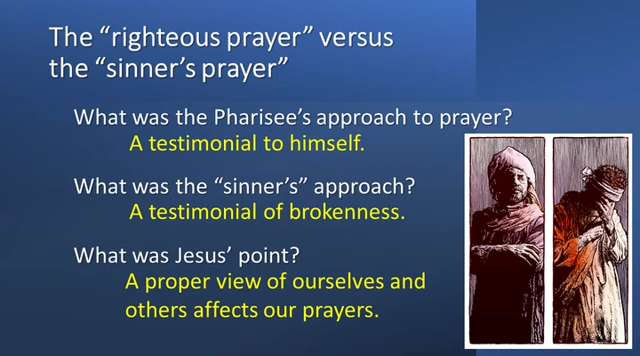 The “righteous prayer” versus
the “sinner’s prayer”
What was the Pharisee’s approach to prayer?
A testimonial to himself.
What was the “sinner’s” approach?
A testimonial of brokenness.
What was Jesus’ point?
A proper view of ourselves and
others affects our prayers.